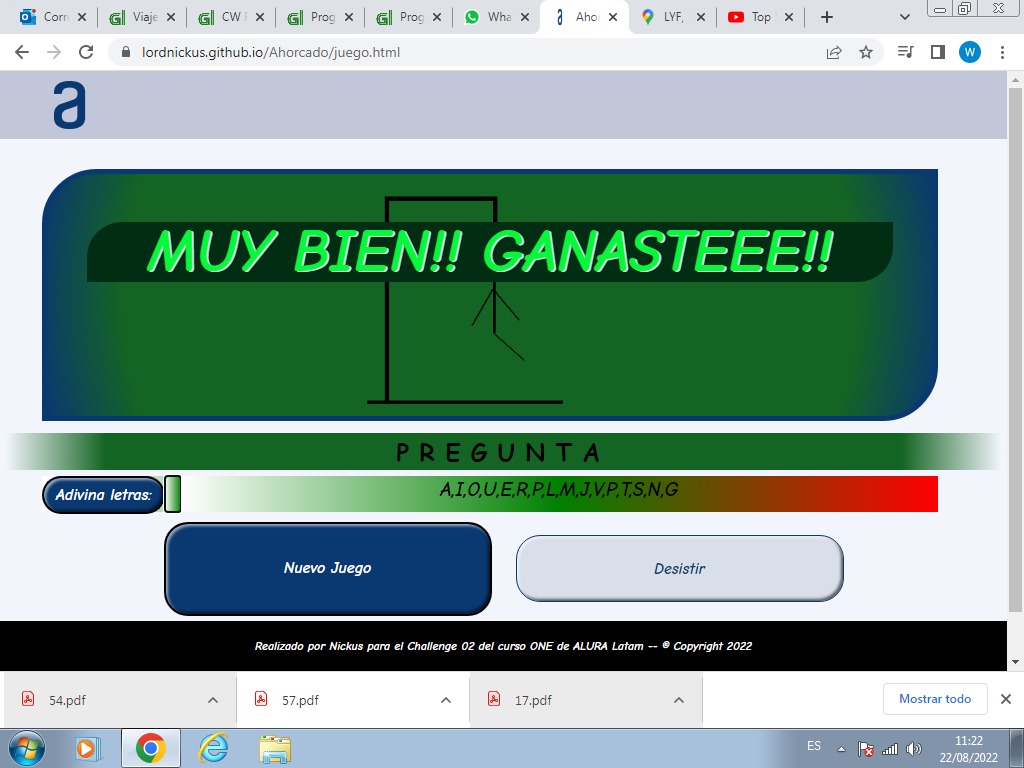 Corre
Viaje
CW F
Prog
Prog
Wha
Ahor
LYF,
Top
lordnickus.github.io/Ahorcado/juego.html
W
a
MUY BIEN!! GANASTEEE!!
P R E G U N T A
Adivina letras:
A,I,O,U,E,R,P,L,M,J,V,P,T,S,N,G
Nuevo Juego
Desistir
Realizado por Nickus para el Challenge 02 del curso ONE de ALURA Latam -- © Copyright 2022
54.pdf
57.pdf
17.pdf
Mostrar todo
ES
11:22
22/08/2022